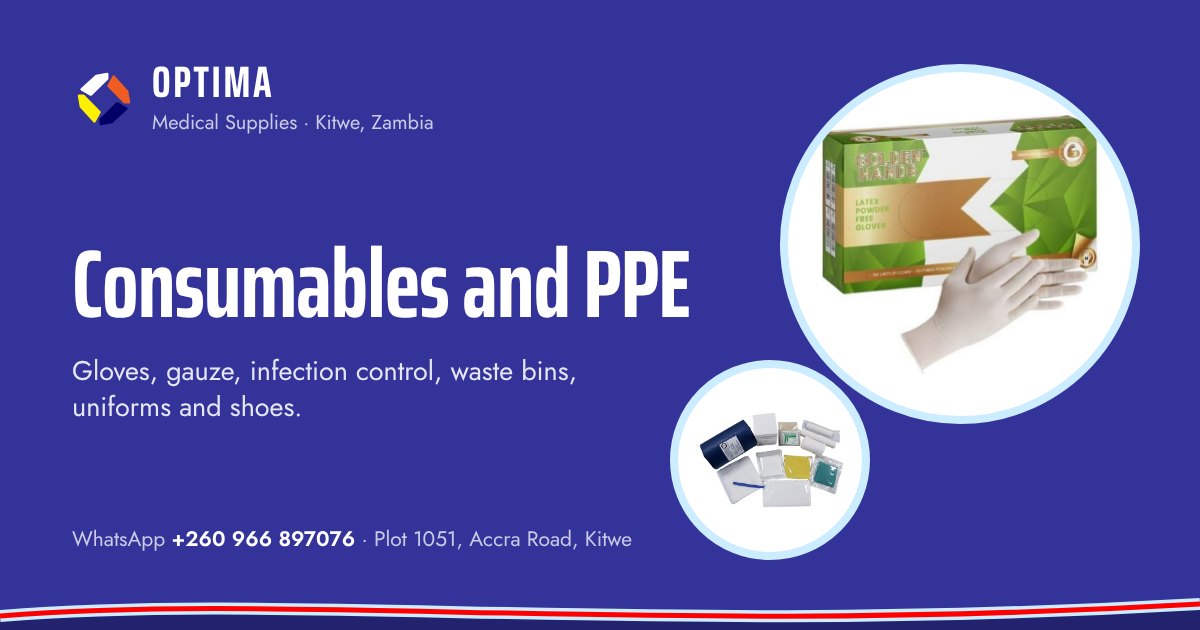 OPTIMA
Medical Supplies · Kitwe, Zambia
GOLDEN
HANDS
LATEX
POWDER
FREE
GLOVES
Consumables and PPE
Gloves, gauze, infection control, waste bins,
uniforms and shoes.
WhatsApp +260 966 897076 · Plot 1051, Accra Road, Kitwe